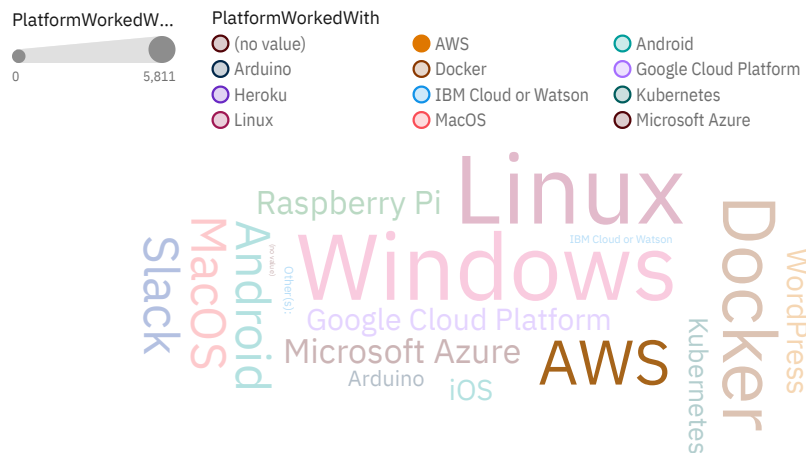 PlatformWorkedW...
0
5,811
PlatformWorkedWith
(no value)
AWS
Android
Arduino
Docker
Google Cloud Platform
Heroku
IBM Cloud or Watson
Kubernetes
Linux
MacOS
Microsoft Azure
Linux
Raspberry Pi
IBM Cloud or Watson
Windows
Slack
MacOS
Android
(no value)
Other(s):
Google Cloud Platform
Microsoft Azure
AWS
Arduino
iOS
Kubernetes
Docker
WordPress